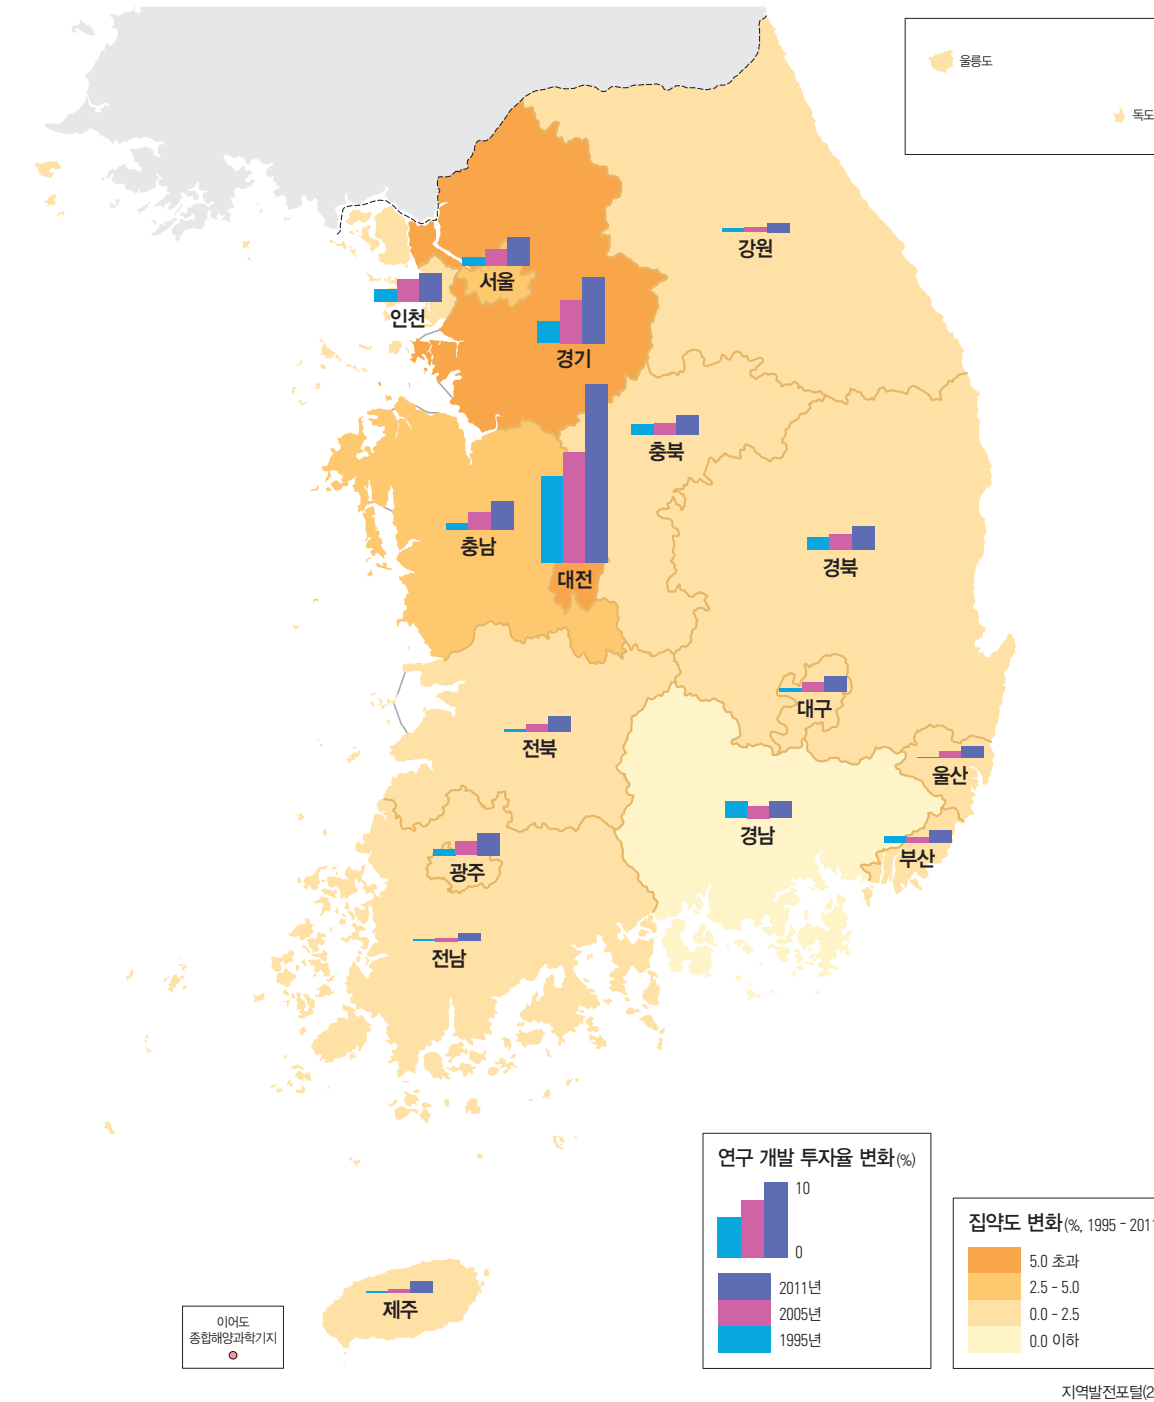 울릉도
독도
강원
서울
인천
경기
충북
충남
경북
대전
대구
전북
울산
경남
부산
광주
전남
제주
이어도
종합해양과학기지
연구 개발 투자율 변화(%)
10
0
2011년
2005년
1995년
집약도 변화(%, 1995 - 2011
5.0 초과
2.5 - 5.0
0.0 - 2.5
0.0 이하
지역발전포털(2